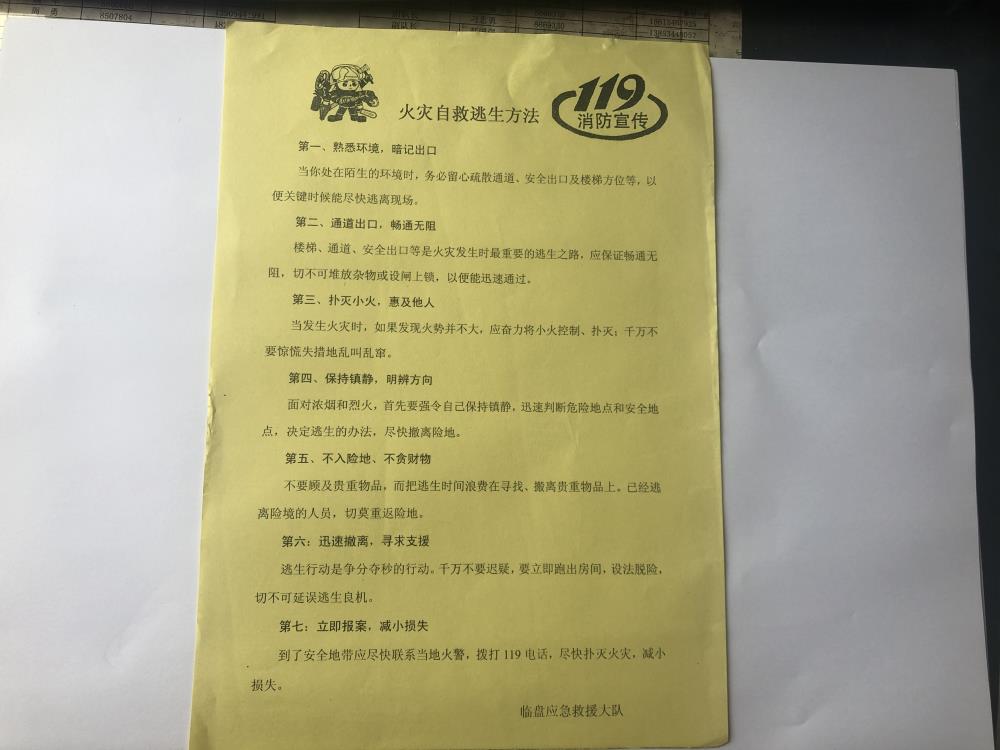 8507804
副队长
8869330
18613467925
13853448057
119
消防宣传
火灾自救逃生方法
第一、熟悉环境，暗记出口
当你处在陌生的环境时，务必留心疏散通道、安全出口及楼梯方位等，以
便关键时候能尽快逃离现场。
第二、通道出口，畅通无阻
楼梯、通道、安全出口等是火灾发生时最重要的逃生之路，应保证畅通无
阻，切不可堆放杂物或设闸上锁，以便能迅速通过。
第三、扑灭小火，惠及他人
当发生火灾时，如果发现火势并不大，应奋力将小火控制、扑灭；千万不
要惊慌失措地乱叫乱窜。
第四、保持镇静，明辨方向
面对浓烟和烈火，首先要强令自己保持镇静，迅速判断危险地点和安全地
点，决定逃生的办法，尽快撤离险地。
第五、不入险地、不贪财物
不要顾及贵重物品，而把逃生时间浪费在寻找、搬离贵重物品上。已经逃
离险境的人员，切莫重返险地。
第六：迅速撤离，寻求支援
逃生行动是争分夺秒的行动。千万不要迟疑，要立即跑出房间，设法脱险，
切不可延误逃生良机。
第七：立即报案，减小损失
到了安全地带应尽快联系当地火警，拨打 119 电话，尽快扑灭火灾，减小
损失。
临盘应急救援大队